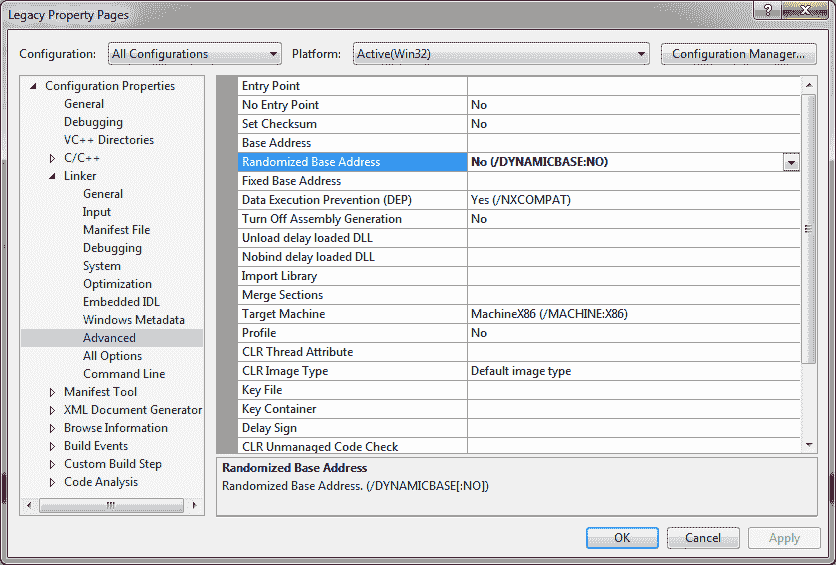 Legacy Property Pages
?
Configuration: All Configurations Platform: Active(Win32) Configuration Manager...
Configuration Properties
General
Debugging
VC++ Directories
C/C++
Linker
General
Input
Manifest File
Debugging
System
Optimization
Embedded IDL
Windows Metadata
Advanced
All Options
Command Line
Manifest Tool
XML Document Generator
Browse Information
Build Events
Custom Build Step
Code Analysis
Entry Point
No Entry Point No
Set Checksum No
Base Address
Randomized Base Address No (/DYNAMICBASE:NO)
Fixed Base Address
Data Execution Prevention (DEP) Yes (/NXCOMPAT)
Turn Off Assembly Generation No
Unload delay loaded DLL
Nobind delay loaded DLL
Import Library
Merge Sections
Target Machine MachineX86 (/MACHINE:X86)
Profile No
CLR Thread Attribute
CLR Image Type Default image type
Key File
Key Container
Delay Sign
CLR Unmanaged Code Check
Randomized Base Address
Randomized Base Address. (/DYNAMICBASE[:NO])
OK Cancel Apply